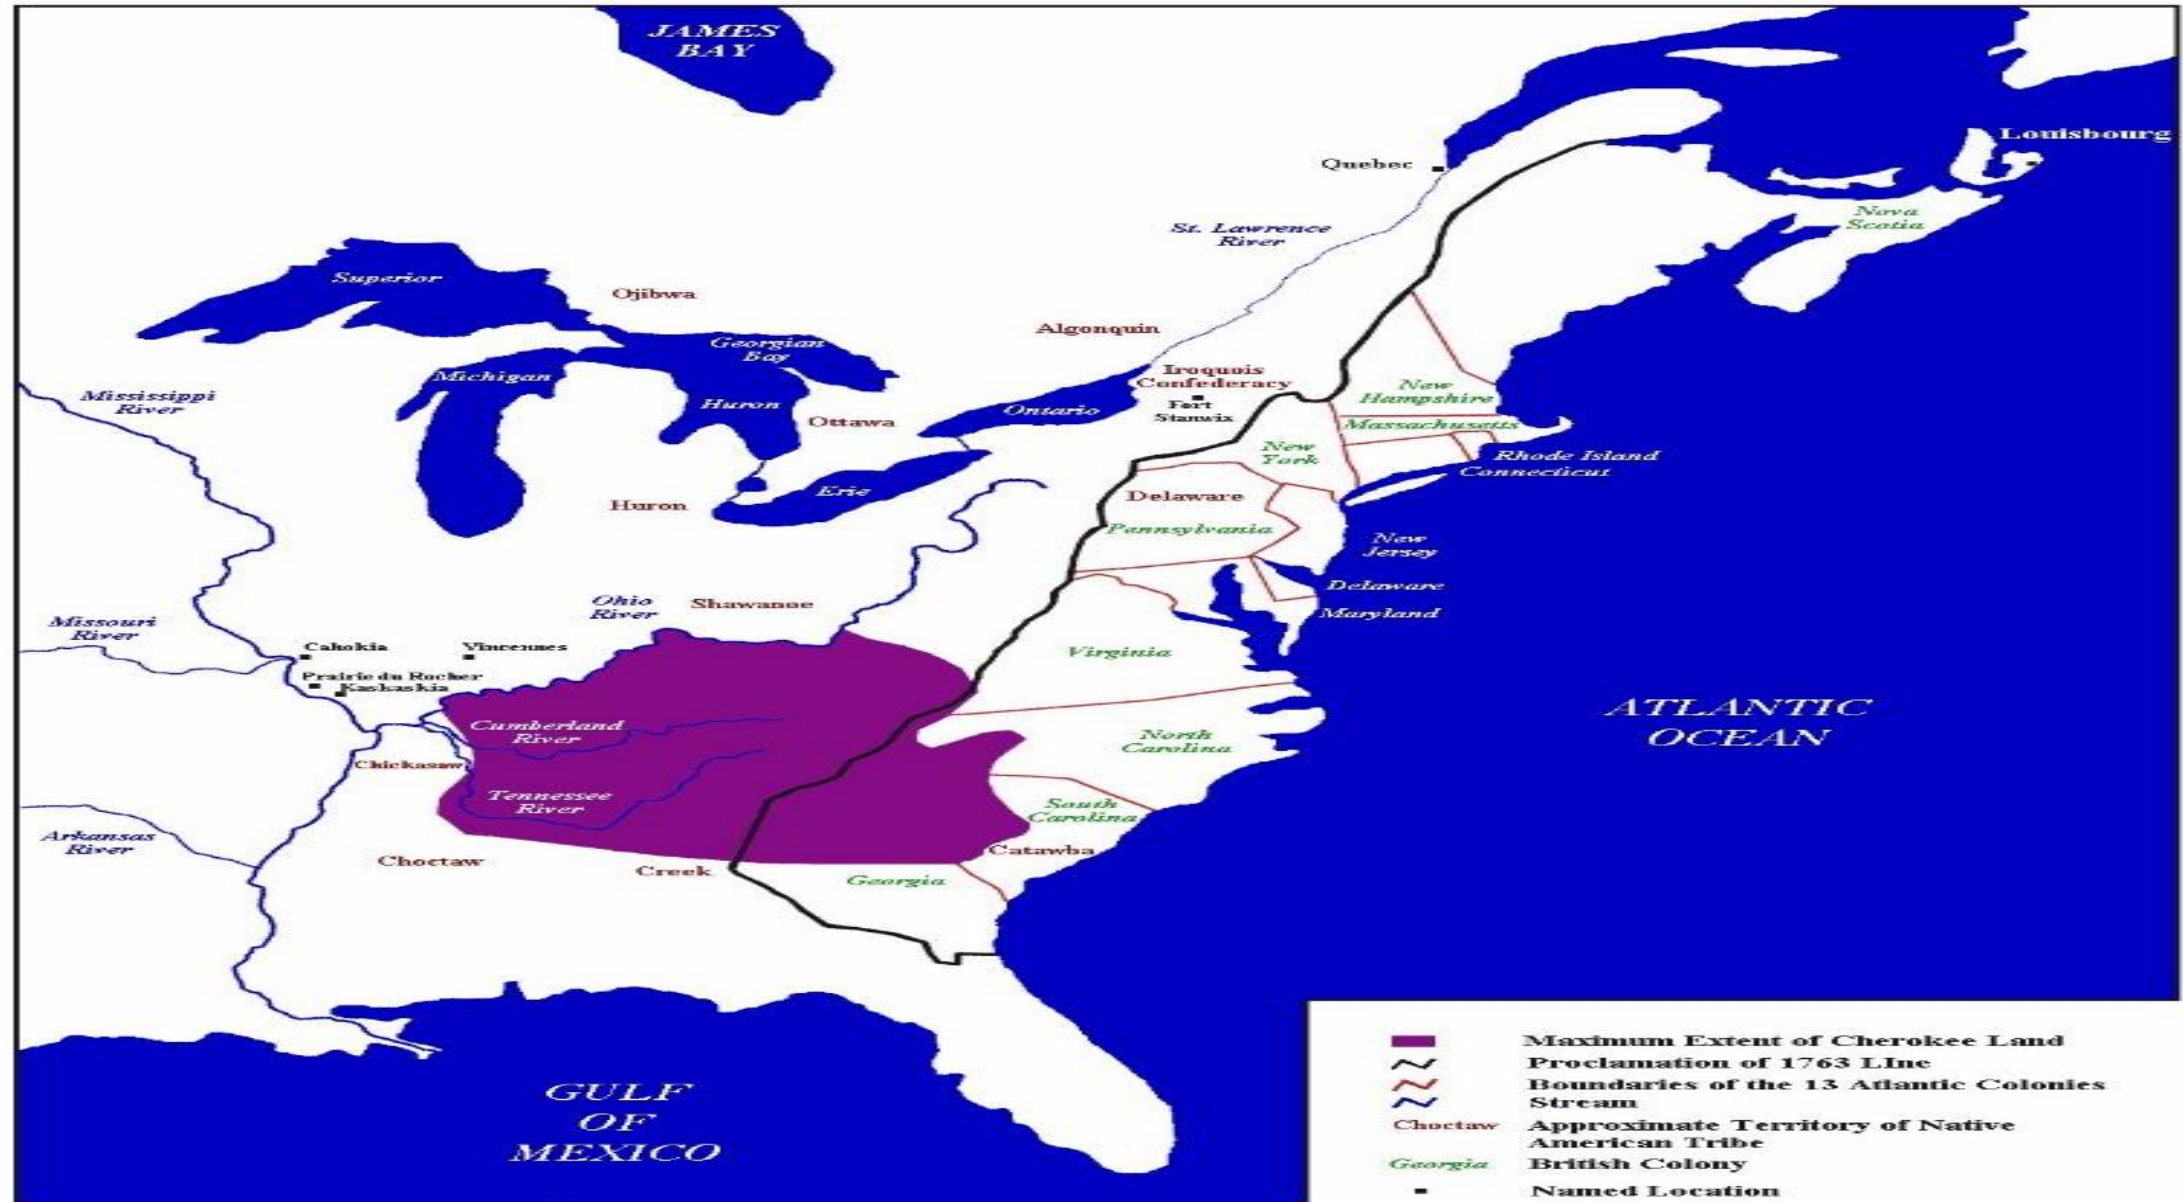 JAMES
BAY
Louisbourg
Quebec
Nova
Scotia
St. Lawrence
River
Superior
Ojibwa
Algonquin
Georgian
Bay
Michigan
Iroquois
Confederacy
Fort
Stanwix
Mississippi
River
Huron
Ontario
Ottawa
New
Hampshire
Massachusetts
New
York
Rhode Island
Connecticut
Erie
Huron
Delaware
Pennsylvania
New
Jersey
Delaware
Maryland
Ohio
River
Shawanoe
Missouri
River
Cahokia
Vincennes
Prairie du Rocher
Kaskaskia
Virginia
ATLANTIC
OCEAN
Cumberland
River
North
Carolina
Chickasaw
Tennessee
River
South
Carolina
Arkansas
River
Choctaw
Creek
Catawba
Georgia
GULF
OF
MEXICO
Maximum Extent of Cherokee Land
Proclamation of 1763 LIne
Boundaries of the 13 Atlantic Colonies
Stream
Choctaw Approximate Territory of Native
American Tribe
Georgia British Colony
Named Location